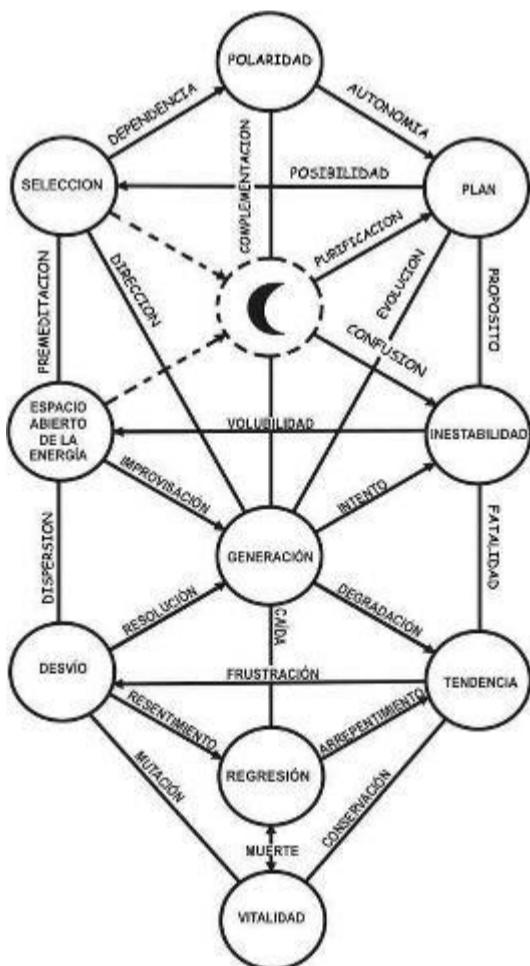 POLARIDAD
DEPENDENCIA
AUTONOMIA
COMPLEMENTACION
SELECCION
POSIBILIDAD
PLAN
DIRECCION
PURIFICACION
EVOLUCION
PREMEDITACION
PROPOSITO
CONFUSION
ESPACIO
ABIERTO
DE LA
ENERGÍA
VOLUBILIDAD
INESTABILIDAD
IMPROVISACIÓN
INTENTO
DISPERSION
GENERACIÓN
FATALIDAD
RESOLUCIÓN
CAÍDA
DEGRADACIÓN
DESVÍO
FRUSTRACIÓN
TENDENCIA
RESENTIMIENTO
ARREPENTIMIENTO
MUTACIÓN
REGRESIÓN
CONSERVACIÓN
MUERTE
VITALIDAD